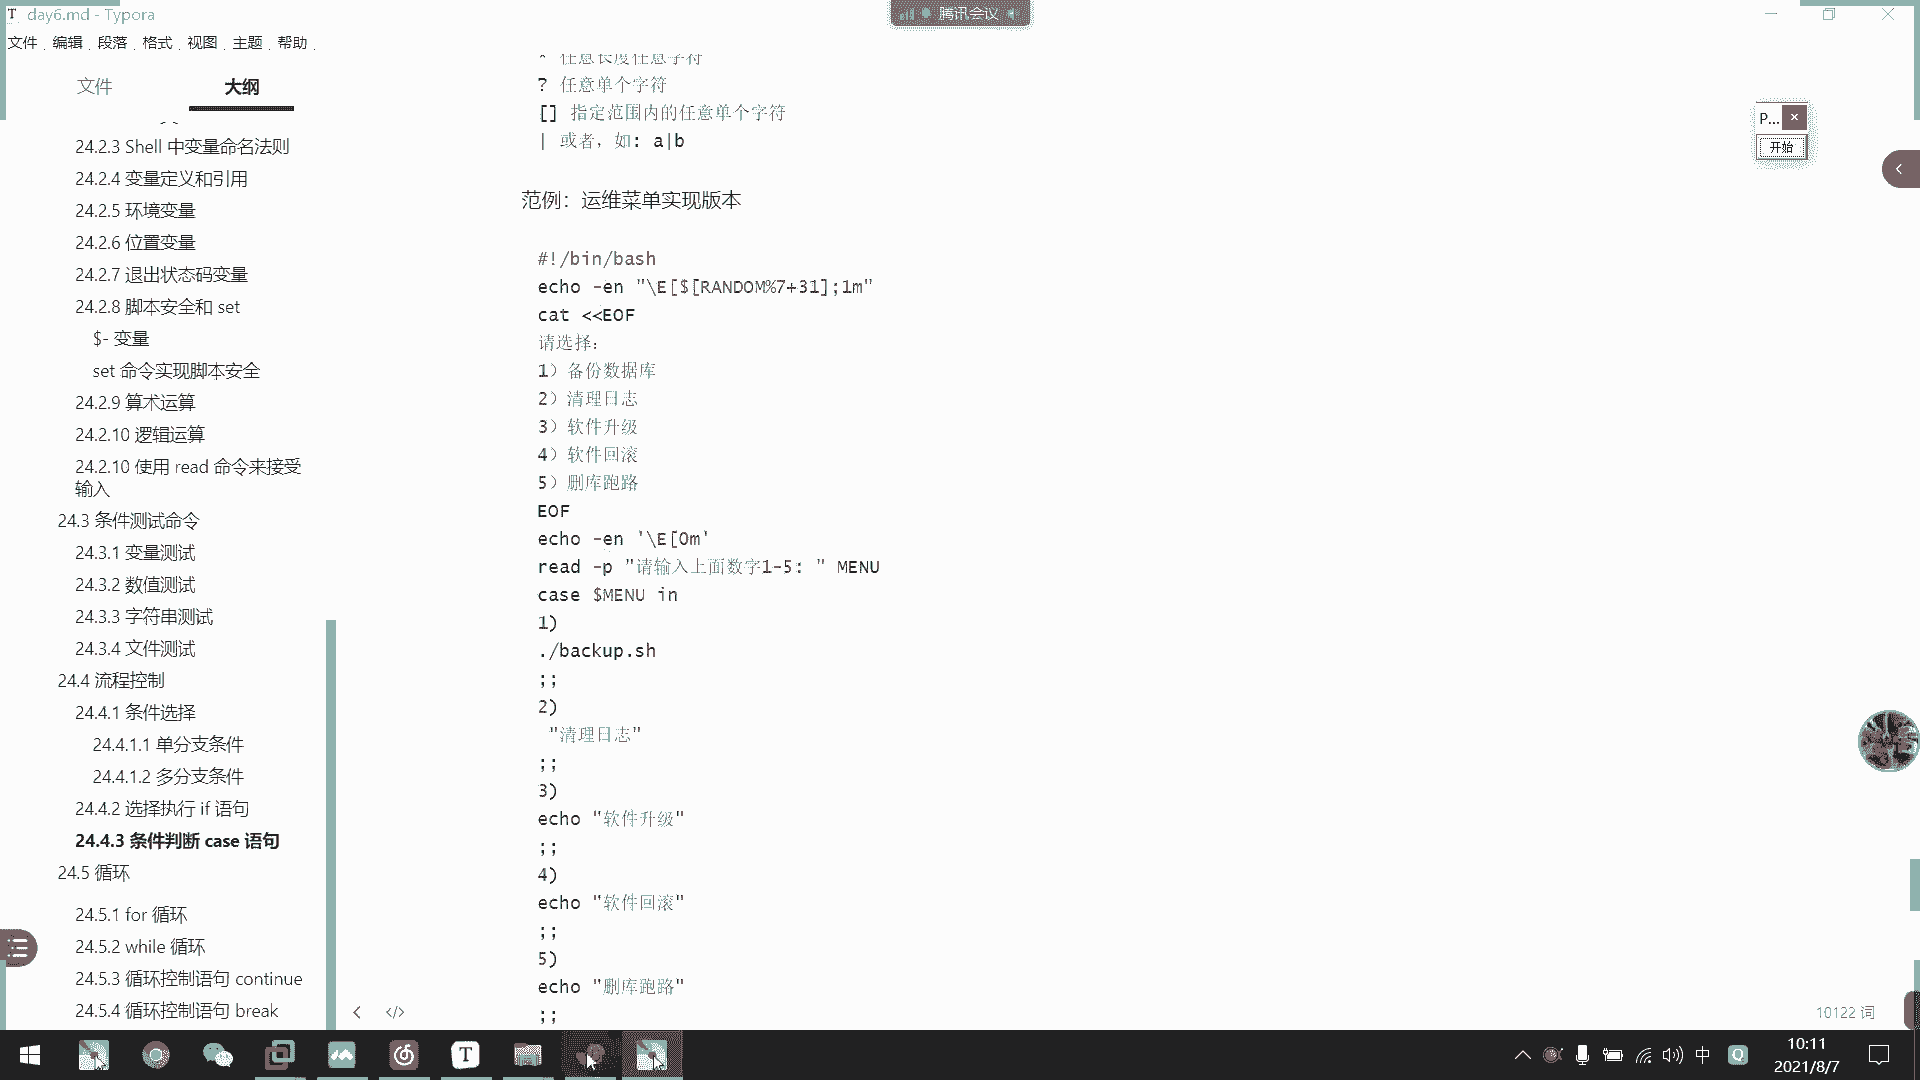 day6.md - Typora
腾讯会议
文件 编辑 段落 格式 视图 主题 帮助
文件 大纲
24.2.3 Shell 中变量命名法则
24.2.4 变量定义和引用
24.2.5 环境变量
24.2.6 位置变量
24.2.7 退出状态码变量
24.2.8 脚本安全和 set
$- 变量
set 命令实现脚本安全
24.2.9 算术运算
24.2.10 逻辑运算
24.2.10 使用 read 命令来接受
输入
24.3 条件测试命令
24.3.1 变量测试
24.3.2 数值测试
24.3.3 字符串测试
24.3.4 文件测试
24.4 流程控制
24.4.1 条件选择
24.4.1.1 单分支条件
24.4.1.2 多分支条件
24.4.2 选择执行 if 语句
24.4.3 条件判断 case 语句
24.5 循环
24.5.1 for 循环
24.5.2 while 循环
24.5.3 循环控制语句 continue
24.5.4 循环控制语句 break
* 任意长度任意字符
? 任意单个字符
[] 指定范围内的任意单个字符
| 或者，如: a|b
范例：运维菜单实现版本
#!/bin/bash
echo -en "\E[$[RANDOM%7+31];1m"
cat <<EOF
请选择：
1）备份数据库
2）清理日志
3）软件升级
4）软件回滚
5）删库跑路
EOF
echo -en '\E[0m'
read -p "请输入上面数字1-5: " MENU
case $MENU in
1)
./backup.sh
;;
2)
"清理日志"
;;
3)
echo "软件升级"
;;
4)
echo "软件回滚"
;;
5)
echo "删库跑路"
;;
P... ×
开始
10122 词
中
10:11
2021/8/7